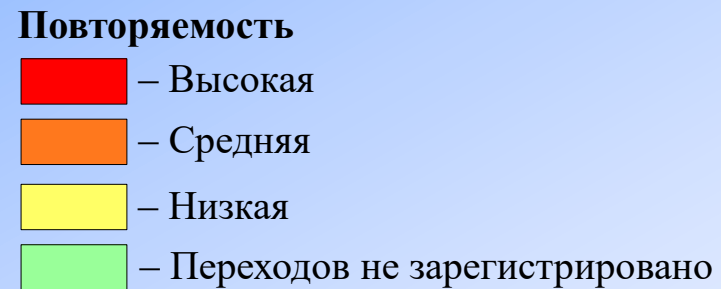 Повторяемость
– Высокая
– Средняя
– Низкая
– Переходов не зарегистрировано